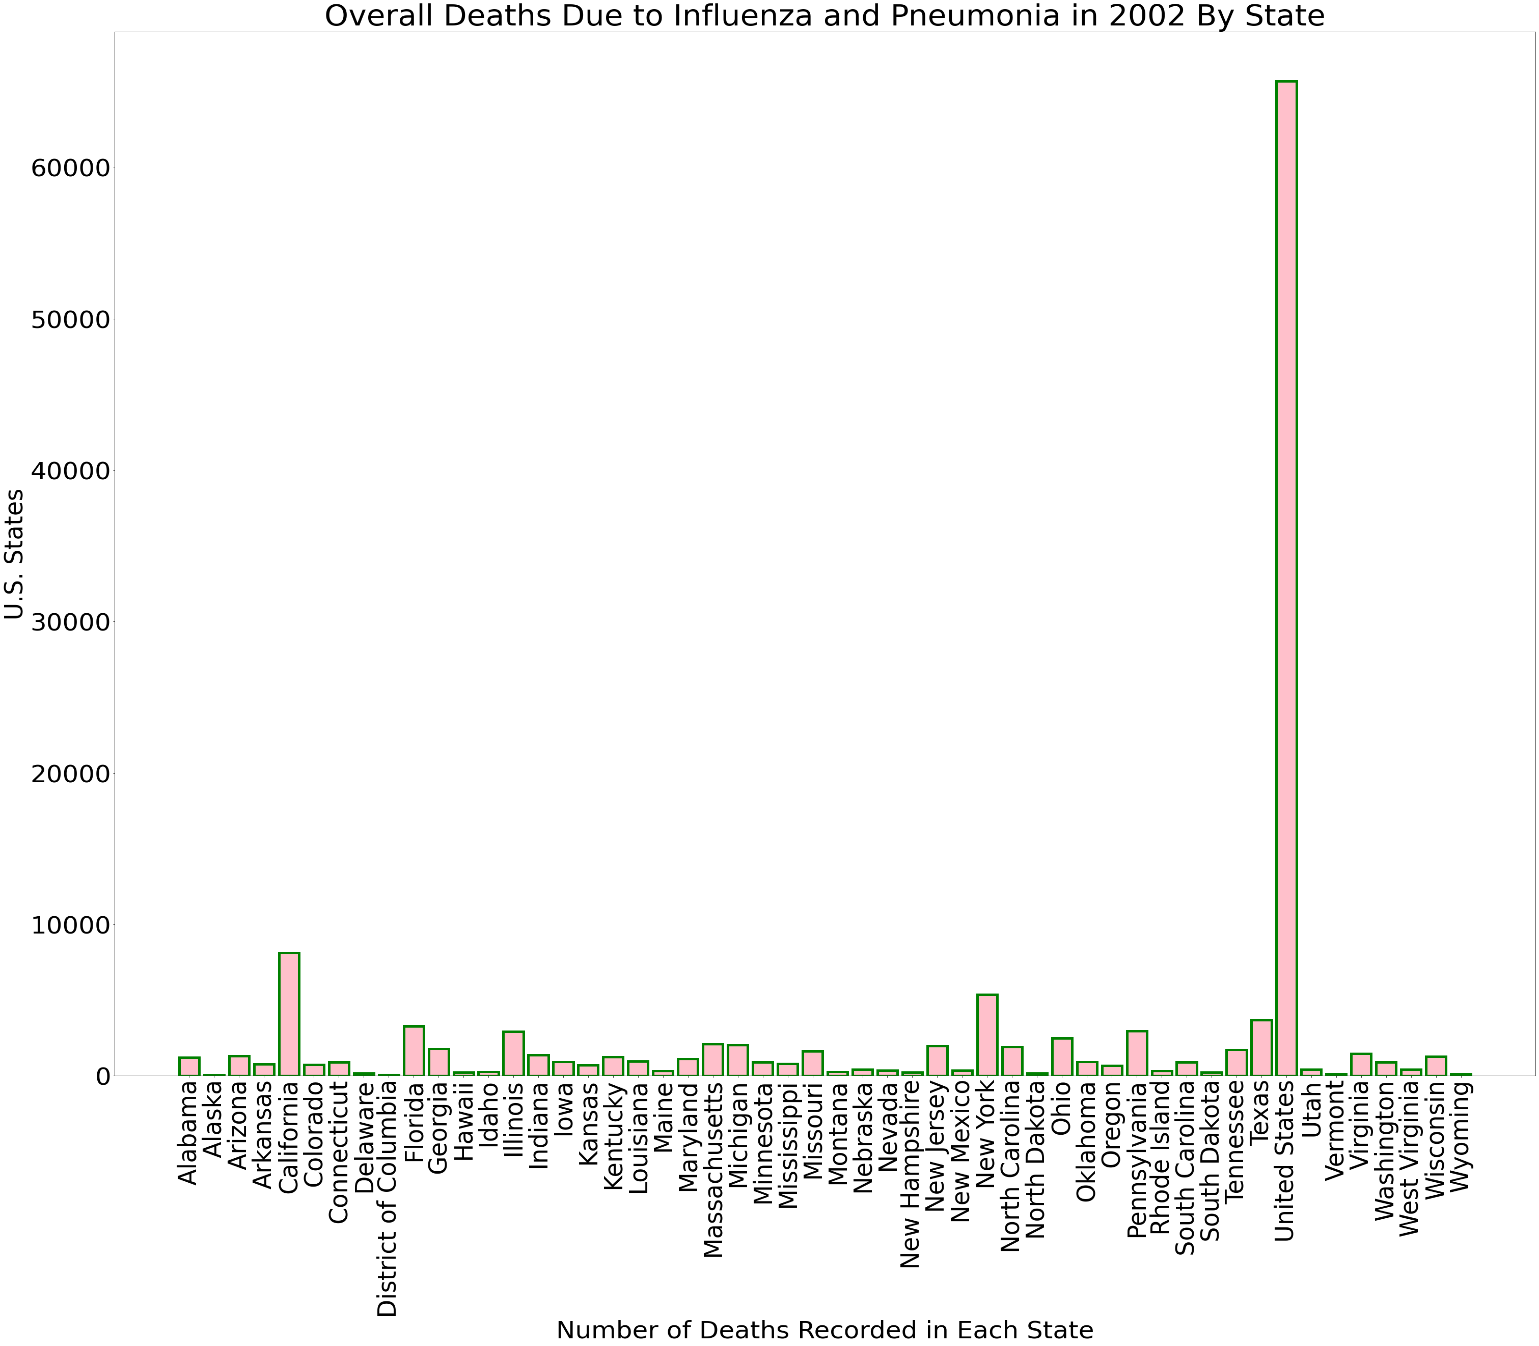 Overall Deaths Due to Influenza and Pneumonia in 2002 By State
U.S. States
60000
50000
40000
30000
20000
10000
0
Alabama
Alaska
Arizona
Arkansas
California
Colorado
Connecticut
Delaware
District of Columbia
Florida
Georgia
Hawaii
Idaho
Illinois
Indiana
Iowa
Kansas
Kentucky
Louisiana
Maine
Maryland
Massachusetts
Michigan
Minnesota
Mississippi
Missouri
Montana
Nebraska
Nevada
New Hampshire
New Jersey
New Mexico
New York
North Carolina
North Dakota
Ohio
Oklahoma
Oregon
Pennsylvania
Rhode Island
South Carolina
South Dakota
Tennessee
Texas
United States
Utah
Vermont
Virginia
Washington
West Virginia
Wisconsin
Wyoming
Number of Deaths Recorded in Each State